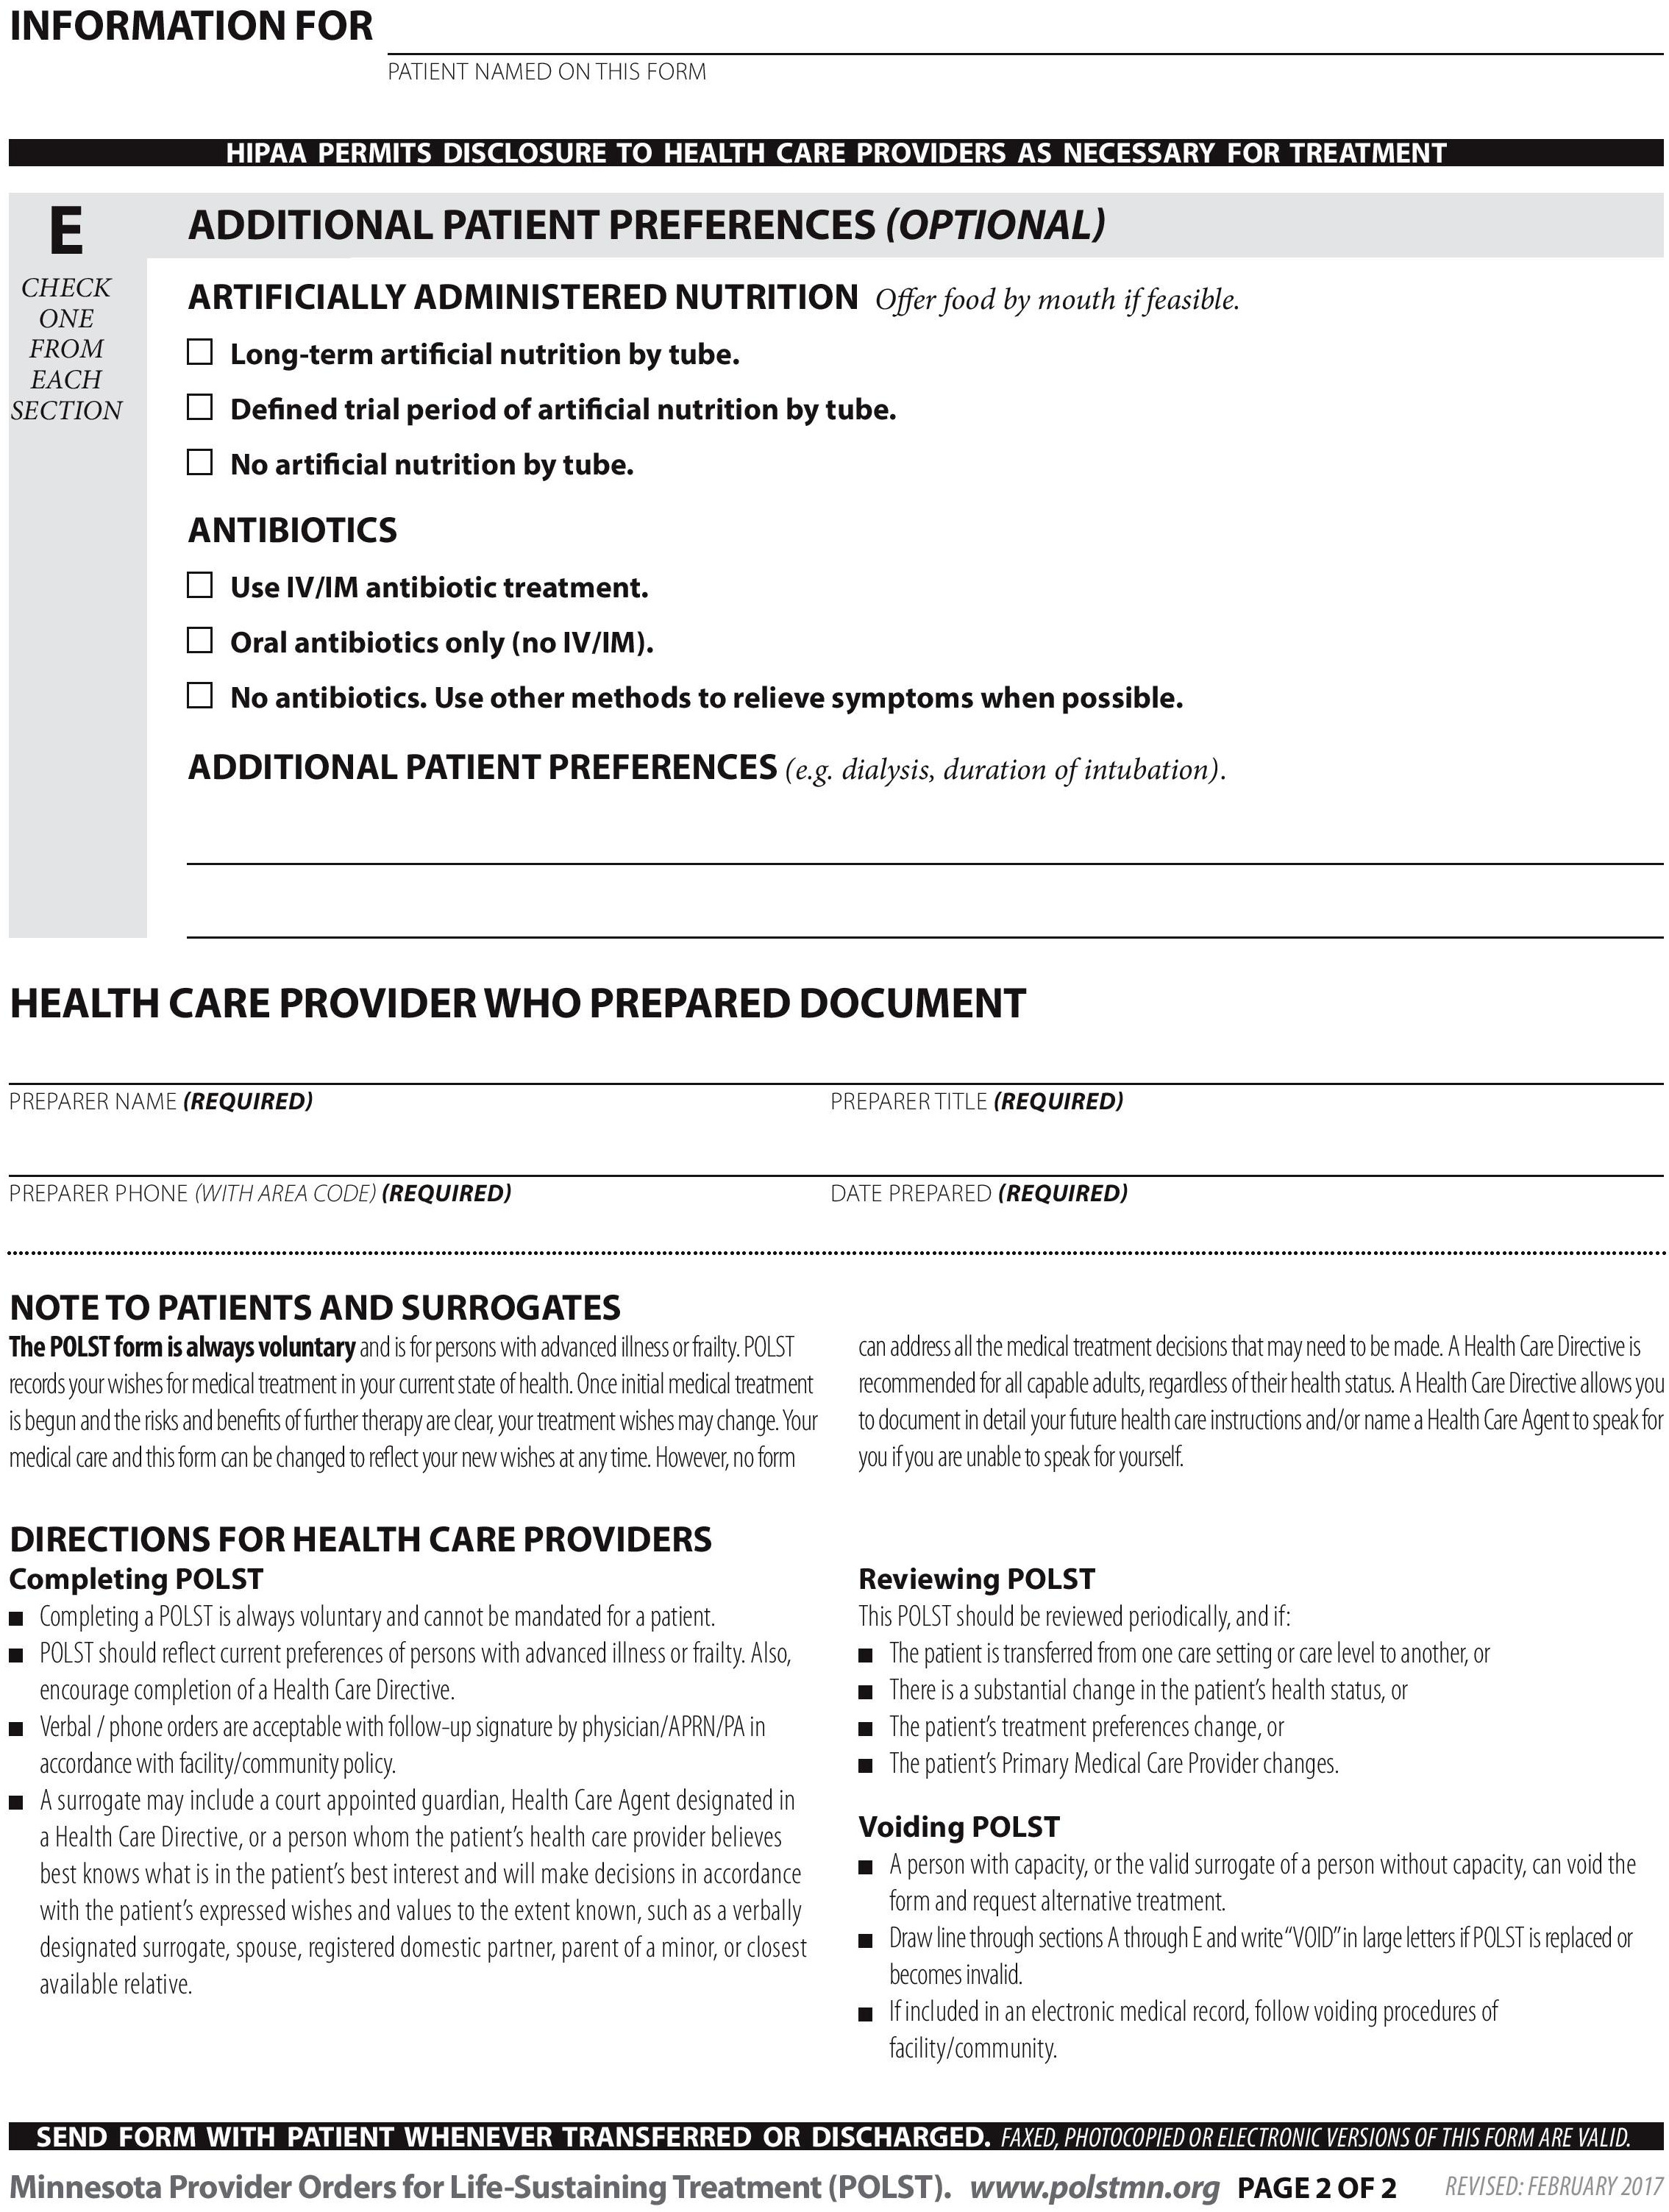 INFORMATION FOR
PATIENT NAMED ON THIS FORM
HIPAA PERMITS DISCLOSURE TO HEALTH CARE PROVIDERS AS NECESSARY FOR TREATMENT
E
CHECK
ONE
FROM
EACH
SECTION
ADDITIONAL PATIENT PREFERENCES (OPTIONAL)
ARTIFICIALLY ADMINISTERED NUTRITION Offer food by mouth if feasible.
Long-term artificial nutrition by tube.
Defined trial period of artificial nutrition by tube.
No artificial nutrition by tube.
ANTIBIOTICS
Use IV/IM antibiotic treatment.
Oral antibiotics only (no IV/IM).
No antibiotics. Use other methods to relieve symptoms when possible.
ADDITIONAL PATIENT PREFERENCES (e.g. dialysis, duration of intubation).
HEALTH CARE PROVIDER WHO PREPARED DOCUMENT
PREPARER NAME (REQUIRED)
PREPARER TITLE (REQUIRED)
PREPARER PHONE (WITH AREA CODE) (REQUIRED)
DATE PREPARED (REQUIRED)
NOTE TO PATIENTS AND SURROGATES
The POLST form is always voluntary and is for persons with advanced illness or frailty. POLST
records your wishes for medical treatment in your current state of health. Once initial medical treatment
is begun and the risks and benefits of further therapy are clear, your treatment wishes may change. Your
medical care and this form can be changed to reflect your new wishes at any time. However, no form
can address all the medical treatment decisions that may need to be made. A Health Care Directive is
recommended for all capable adults, regardless of their health status. A Health Care Directive allows you
to document in detail your future health care instructions and/or name a Health Care Agent to speak for
you if you are unable to speak for yourself.
DIRECTIONS FOR HEALTH CARE PROVIDERS
Completing POLST
■ Completing a POLST is always voluntary and cannot be mandated for a patient.
■ POLST should reflect current preferences of persons with advanced illness or frailty. Also,
encourage completion of a Health Care Directive.
■ Verbal / phone orders are acceptable with follow-up signature by physician/APRN/PA in
accordance with facility/community policy.
■ A surrogate may include a court appointed guardian, Health Care Agent designated in
a Health Care Directive, or a person whom the patient's health care provider believes
best knows what is in the patient's best interest and will make decisions in accordance
with the patient's expressed wishes and values to the extent known, such as a verbally
designated surrogate, spouse, registered domestic partner, parent of a minor, or closest
available relative.
Reviewing POLST
This POLST should be reviewed periodically, and if:
■ The patient is transferred from one care setting or care level to another, or
■ There is a substantial change in the patient's health status, or
■ The patient's treatment preferences change, or
■ The patient's Primary Medical Care Provider changes.
Voiding POLST
■ A person with capacity, or the valid surrogate of a person without capacity, can void the
form and request alternative treatment.
■ Draw line through sections A through E and write “VOID” in large letters if POLST is replaced or
becomes invalid.
■ If included in an electronic medical record, follow voiding procedures of
facility/community.
SEND FORM WITH PATIENT WHENEVER TRANSFERRED OR DISCHARGED. FAXED, PHOTOCOPIED OR ELECTRONIC VERSIONS OF THIS FORM ARE VALID.
Minnesota Provider Orders for Life-Sustaining Treatment (POLST). www.polstmn.org PAGE 2 OF 2 REVISED: FEBRUARY 2017